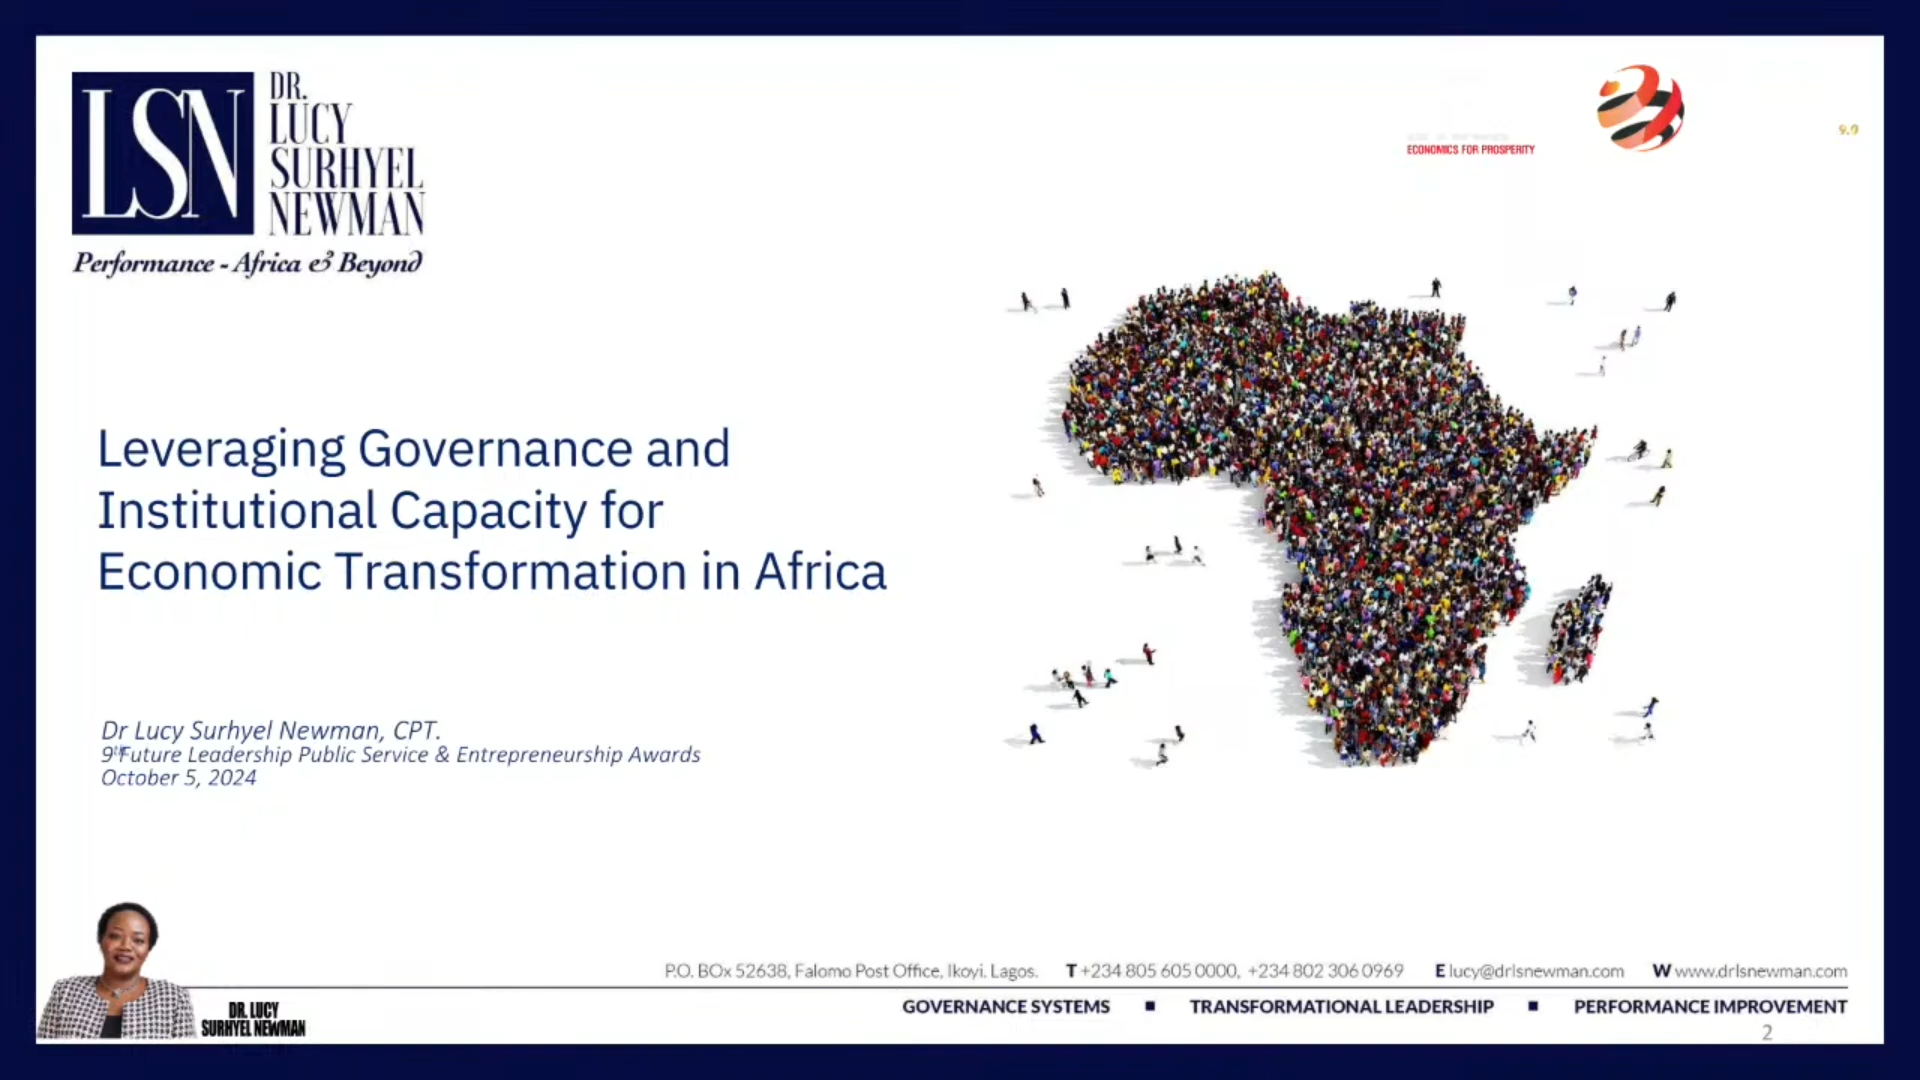 LSN
DR.
LUCY
SURHYEL
NEWMAN
Performance - Africa & Beyond
ECONOMICS FOR PROSPERITY
9.0
Leveraging Governance and
Institutional Capacity for
Economic Transformation in Africa
Dr Lucy Surhyel Newman, CPT.
9th Future Leadership Public Service & Entrepreneurship Awards
October 5, 2024
P.O. BOx 52638, Falomo Post Office, Ikoyi. Lagos. T +234 805 605 0000, +234 802 306 0969 E lucy@drlsnewman.com W www.drlsnewman.com
DR. LUCY
SURHYEL NEWMAN
GOVERNANCE SYSTEMS ■ TRANSFORMATIONAL LEADERSHIP ■ PERFORMANCE IMPROVEMENT
2